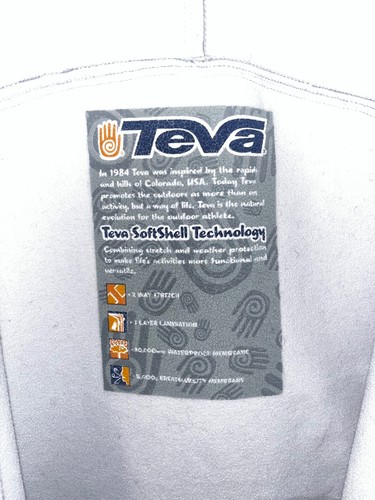 Teva
In 1984 Teva was inspired by the rapids
and hills of Colorado, USA. Today Teva
promotes the outdoors as more than an
activity, but a way of life. Teva is the natural
evolution for the outdoor athlete.
Teva SoftShell Technology
Combining stretch and weather protection
to make life's activities more functional and
versatile.
2 WAY STRETCH
3 LAYER LAMINATION
WATERPROOF MEMBRANE
BREATHABILITY MEMBRANE